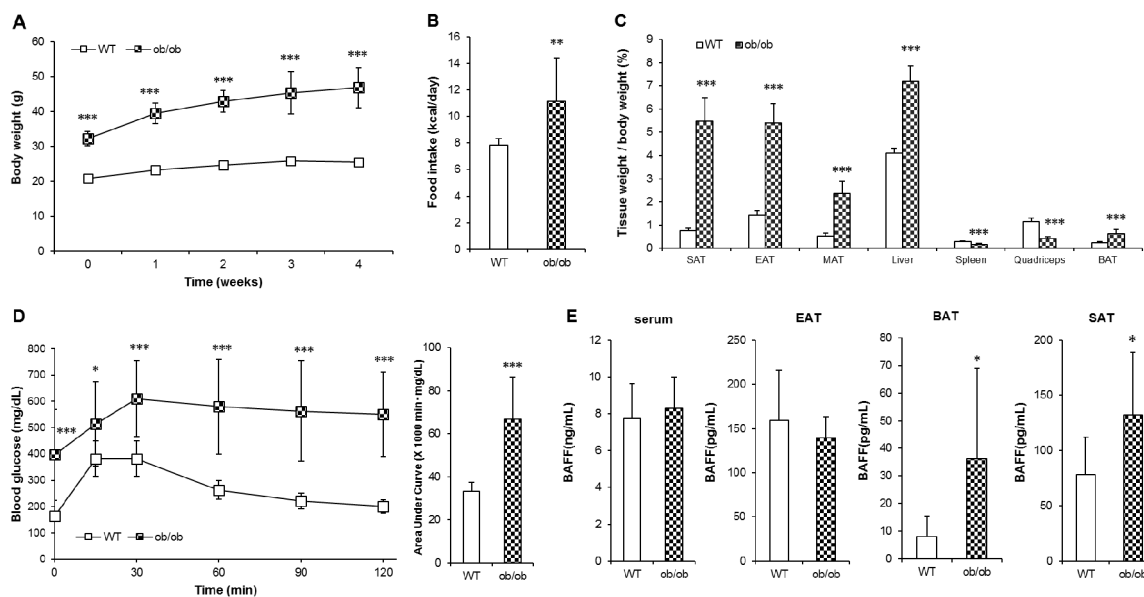 A
WT
ob/ob
60
50
40
30
20
10
0
Body weight (g)
***
***
***
***
***
0
1
2
3
4
Time (weeks)
B
16
14
12
10
8
6
4
2
0
Food intake (kcal/day)
**
WT
ob/ob
C
WT
ob/ob
9
8
7
6
5
4
3
2
1
0
Tissue weight / body weight (%)
***
***
***
***
***
***
***
SAT
EAT
MAT
Liver
Spleen
Quadriceps
BAT
D
800
700
600
500
400
300
200
100
0
Blood glucose (mg/dL)
***
*
***
***
***
***
WT
ob/ob
0
30
60
90
120
Time (min)
100
80
60
40
20
0
Area Under Curve (X 1000 min·mg/dL)
***
WT
ob/ob
E
serum
12
10
8
6
4
2
0
BAFF(ng/mL)
WT
ob/ob
EAT
250
200
150
100
50
0
BAFF(pg/mL)
WT
ob/ob
BAT
80
70
60
50
40
30
20
10
0
BAFF(pg/mL)
*
WT
ob/ob
SAT
200
150
100
50
0
BAFF(pg/mL)
*
WT
ob/ob